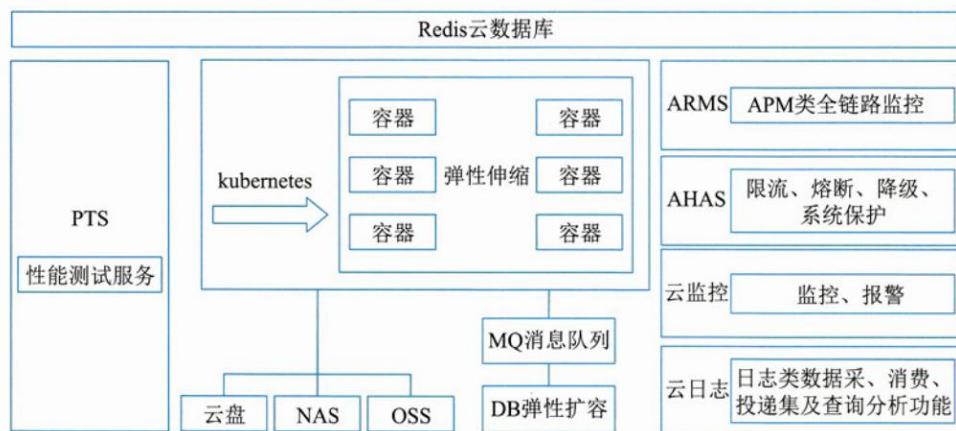 Redis云数据库
PTS
性能测试服务
kubernetes
容器
容器
容器
弹性伸缩
容器
容器
容器
云盘
NAS
OSS
MQ消息队列
DB弹性扩容
ARMS
APM类全链路监控
AHAS
限流、熔断、降级、
系统保护
云监控
监控、报警
云日志
日志类数据采、消费、
投递集及查询分析功能